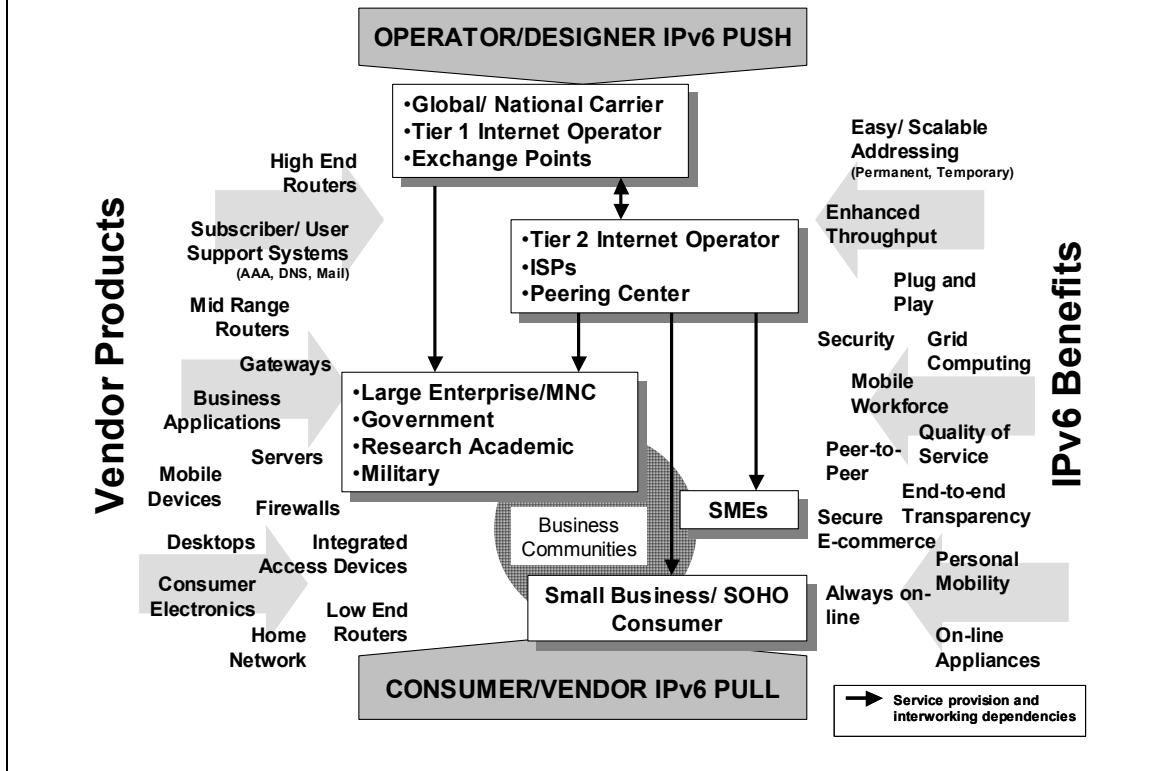 OPERATOR/DESIGNER IPv6 PUSH
•Global/ National Carrier
•Tier 1 Internet Operator
•Exchange Points
•Tier 2 Internet Operator
•ISPs
•Peering Center
•Large Enterprise/MNC
•Government
•Research Academic
•Military
SMEs
Business
Communities
Small Business/ SOHO
Consumer
CONSUMER/VENDOR IPv6 PULL
Vendor Products
High End
Routers
Subscriber/ User
Support Systems
(AAA, DNS, Mail)
Mid Range
Routers
Gateways
Business
Applications
Servers
Mobile
Devices
Firewalls
Desktops
Integrated
Access Devices
Consumer
Electronics
Low End
Routers
Home
Network
IPv6 Benefits
Easy/ Scalable
Addressing
(Permanent, Temporary)
Enhanced
Throughput
Plug and
Play
Security
Grid
Computing
Mobile
Workforce
Quality of
Service
Peer-to-
Peer
End-to-end
Transparency
Secure
E-commerce
Personal
Mobility
Always on-
line
On-line
Appliances
Service provision and
interworking dependencies